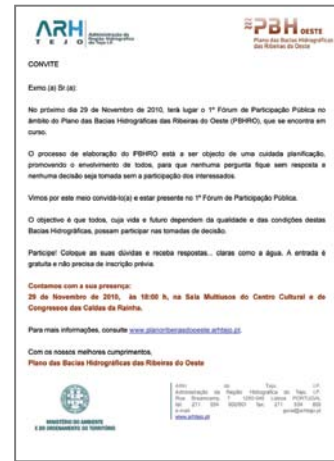 ARH
TEJO
Administração da
Região Hidrográfica
do Tejo I.P.
PBH OESTE
Plano das Bacias Hidrográficas
das Ribeiras do Oeste
CONVITE
Exmo (a) Sr.(a):
No próximo dia 29 de Novembro de 2010, terá lugar o 1º Fórum de Participação Pública no
âmbito do Plano das Bacias Hidrográficas das Ribeiras do Oeste (PBHRO), que se encontra em
curso.
O processo de elaboração do PBHRO está a ser objecto de uma cuidada planificação,
promovendo o envolvimento de todos, para que nenhuma pergunta fique sem resposta e
nenhuma decisão seja tomada sem a participação dos interessados.
Vimos por este meio convidá-lo(a) a estar presente no 1º Fórum de Participação Pública.
O objectivo é que todos, cuja vida e futuro dependem da qualidade e das condições destas
Bacias Hidrográficas, possam participar nas tomadas de decisão.
Participe! Coloque as suas dúvidas e receba respostas... claras como a água. A entrada é
gratuita e não precisa de inscrição prévia.
Contamos com a sua presença:
29 de Novembro de 2010, às 18:00 h, na Sala Multiusos do Centro Cultural e de
Congressos das Caldas da Rainha.
Para mais informações, consulte www.planoribeirasdooeste.arhtejo.pt.
Com os nossos melhores cumprimentos,
Plano das Bacias Hidrográficas das Ribeiras do Oeste
MINISTÉRIO DO AMBIENTE
E DO ORDENAMENTO DO TERRITÓRIO
ARH do Tejo, I.P.
Administração da Região Hidrográfica do Tejo, I.P.
PORTUGAL
www.arhtejo.pt